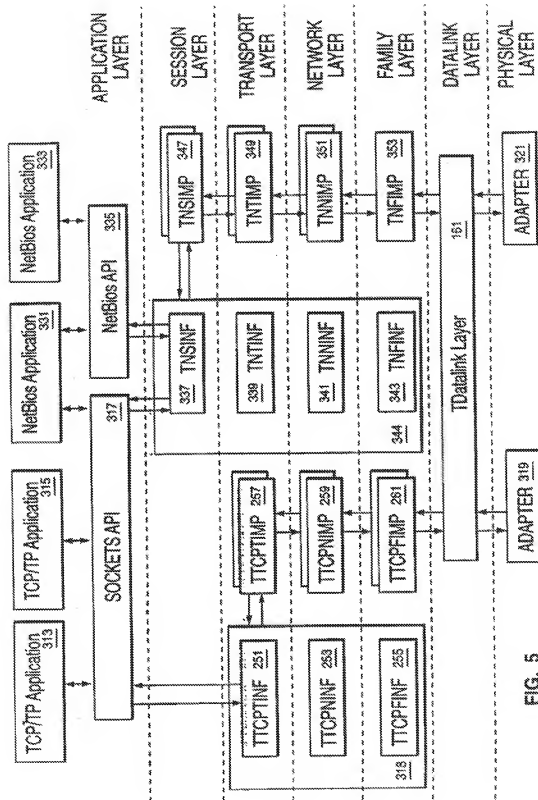 TCP/TP Application
313
TCP/TP Application
315
NetBios Application
331
NetBios Application
333
APPLICATION
LAYER
SOCKETS API
317
NetBios API
335
SESSION
LAYER
337 TNSINF
TNSIMP
347
TRANSPORT
LAYER
TTCPTINF 251
TTCPTIMP 257
339 TNTINF
TNTIMP
349
NETWORK
LAYER
TTCPNINF 253
TTCPNIMP 259
341 TNNINF
TNNIMP 351
FAMILY
LAYER
TTCPFINF 255
TTCPFIMP 261
343 TNFINF
TNFIMP 353
318
344
DATALINK
LAYER
TDatalink Layer
161
PHYSICAL
LAYER
ADAPTER 319
ADAPTER 321
FIG. 5